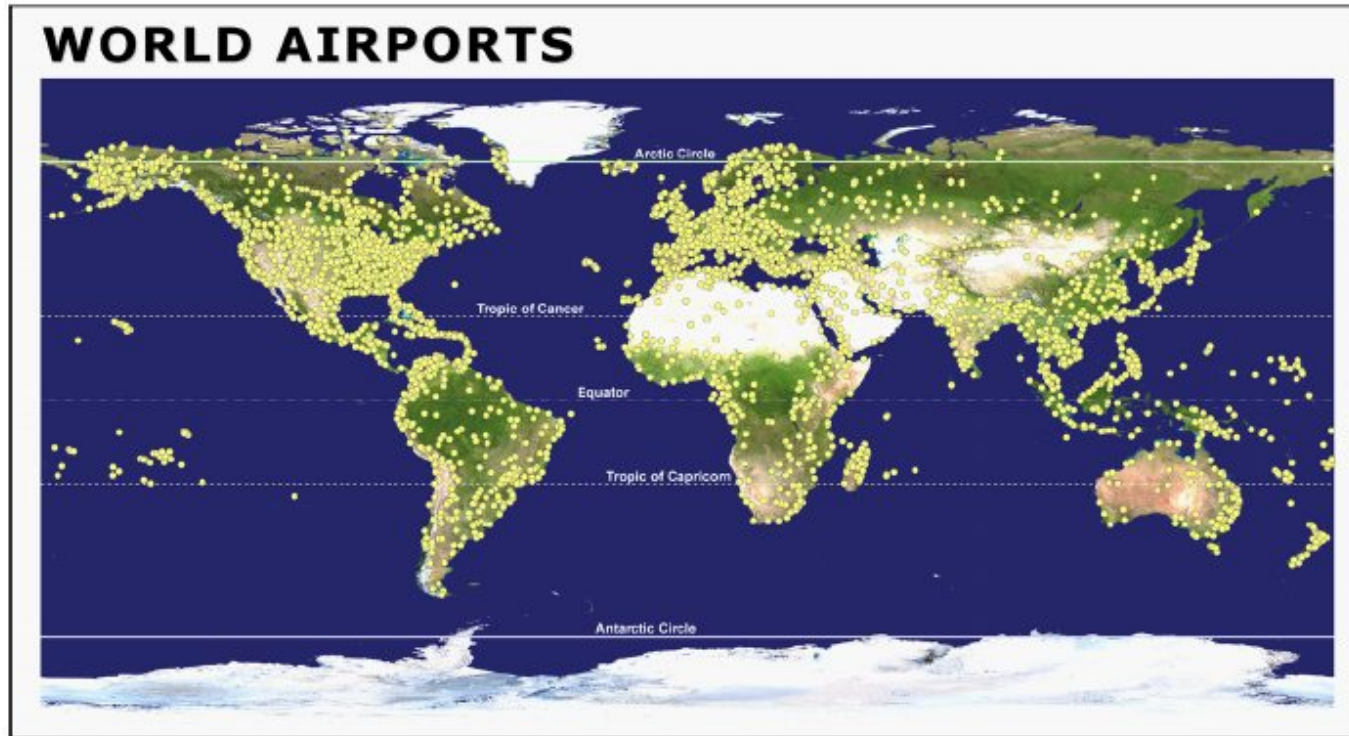 WORLD AIRPORTS
Arctic Circle
Tropic of Cancer
Equator
Tropic of Capricorn
Antarctic Circle